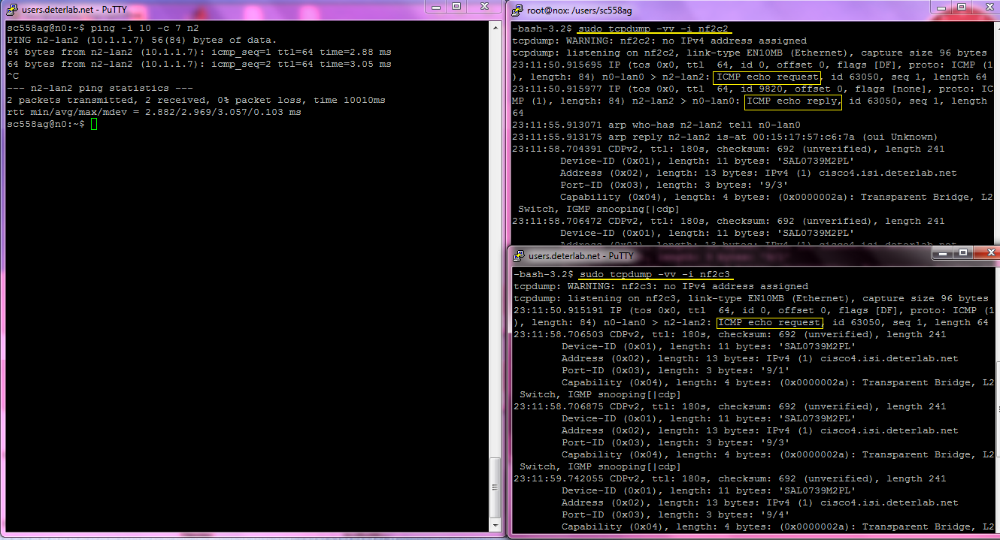 users.deterlab.net - PuTTY
sc558ag@n0:~$ ping -i 10 -c 7 n2
PING n2-lan2 (10.1.1.7) 56(84) bytes of data.
64 bytes from n2-lan2 (10.1.1.7): icmp_seq=1 ttl=64 time=2.88 ms
64 bytes from n2-lan2 (10.1.1.7): icmp_seq=2 ttl=64 time=3.05 ms
^C
--- n2-lan2 ping statistics ---
2 packets transmitted, 2 received, 0% packet loss, time 10010ms
rtt min/avg/max/mdev = 2.882/2.969/3.057/0.103 ms
sc558ag@n0:~$
root@nox: /users/sc558ag
-bash-3.2$ sudo tcpdump -vv -i nf2c2
tcpdump: WARNING: nf2c2: no IPv4 address assigned
tcpdump: listening on nf2c2, link-type EN10MB (Ethernet), capture size 96 bytes
23:11:50.915695 IP (tos 0x0, ttl  64, id 0, offset 0, flags [DF], proto: ICMP (1
), length: 84) n0-lan0 > n2-lan2: ICMP echo request, id 63050, seq 1, length 64
23:11:50.915977 IP (tos 0x0, ttl  64, id 9820, offset 0, flags [none], proto: IC
MP (1), length: 84) n2-lan2 > n0-lan0: ICMP echo reply, id 63050, seq 1, length
64
23:11:55.913071 arp who-has n2-lan2 tell n0-lan0
23:11:55.913175 arp reply n2-lan2 is-at 00:15:17:57:c6:7a (oui Unknown)
23:11:58.704391 CDPv2, ttl: 180s, checksum: 692 (unverified), length 241
Device-ID (0x01), length: 11 bytes: 'SAL0739M2PL'
Address (0x02), length: 13 bytes: IPv4 (1) cisco4.isi.deterlab.net
Port-ID (0x03), length: 3 bytes: '9/3'
Capability (0x04), length: 4 bytes: (0x0000002a): Transparent Bridge, L2
Switch, IGMP snooping[|cdp]
23:11:58.706472 CDPv2, ttl: 180s, checksum: 692 (unverified), length 241
Device-ID (0x01), length: 11 bytes: 'SAL0739M2PL'
Address (0x02), length: 13 bytes: IPv4 (1) cisco4.isi.deterlab.net
users.deterlab.net - PuTTY
-bash-3.2$ sudo tcpdump -vv -i nf2c3
tcpdump: WARNING: nf2c3: no IPv4 address assigned
tcpdump: listening on nf2c3, link-type EN10MB (Ethernet), capture size 96 bytes
23:11:50.915191 IP (tos 0x0, ttl  64, id 0, offset 0, flags [DF], proto: ICMP (1
), length: 84) n0-lan0 > n2-lan2: ICMP echo request, id 63050, seq 1, length 64
23:11:58.706503 CDPv2, ttl: 180s, checksum: 692 (unverified), length 241
Device-ID (0x01), length: 11 bytes: 'SAL0739M2PL'
Address (0x02), length: 13 bytes: IPv4 (1) cisco4.isi.deterlab.net
Port-ID (0x03), length: 3 bytes: '9/1'
Capability (0x04), length: 4 bytes: (0x0000002a): Transparent Bridge, L2
Switch, IGMP snooping[|cdp]
23:11:58.706875 CDPv2, ttl: 180s, checksum: 692 (unverified), length 241
Device-ID (0x01), length: 11 bytes: 'SAL0739M2PL'
Address (0x02), length: 13 bytes: IPv4 (1) cisco4.isi.deterlab.net
Port-ID (0x03), length: 3 bytes: '9/3'
Capability (0x04), length: 4 bytes: (0x0000002a): Transparent Bridge, L2
Switch, IGMP snooping[|cdp]
23:11:59.742055 CDPv2, ttl: 180s, checksum: 692 (unverified), length 241
Device-ID (0x01), length: 11 bytes: 'SAL0739M2PL'
Address (0x02), length: 13 bytes: IPv4 (1) cisco4.isi.deterlab.net
Port-ID (0x03), length: 3 bytes: '9/4'
Capability (0x04), length: 4 bytes: (0x0000002a): Transparent Bridge, L2